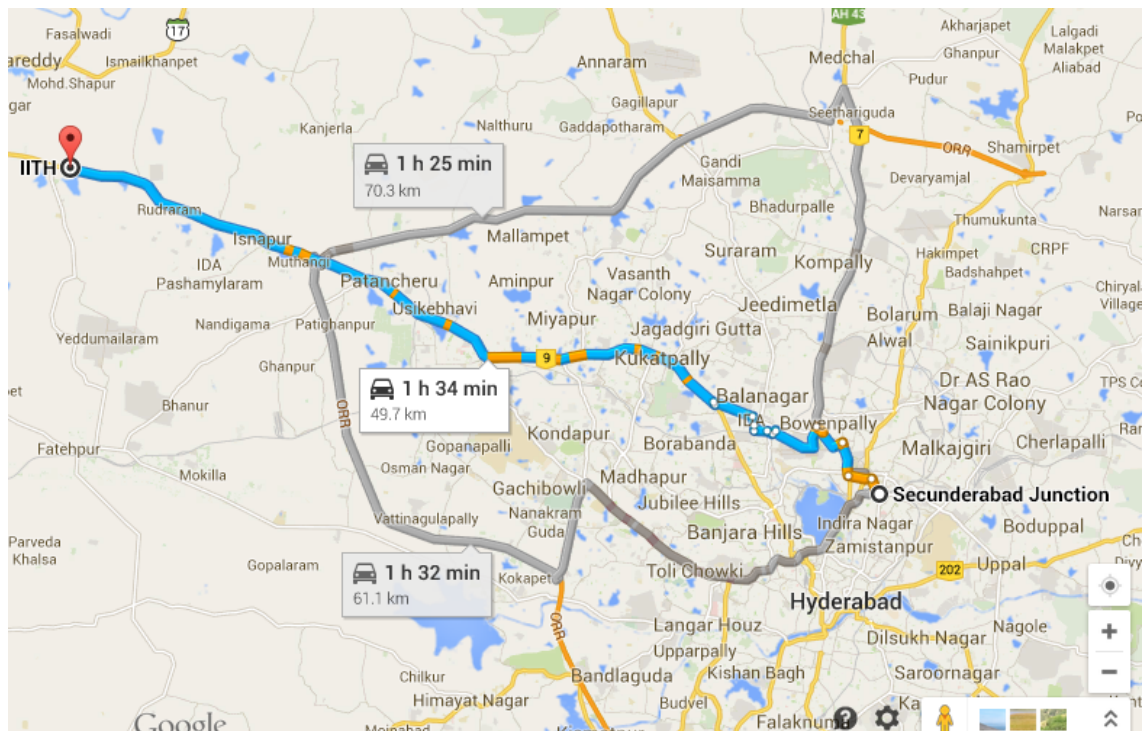 AH 43
Fasalwadi
17
Akharjapet
Lalgadi
Malakpet
Aliabad
areddy
Ismailkhanpet
Annaram
Medchal
Ghanpur
Mohd.Shapur
Pudur
gar
Gagillapur
Seethariguda
Kanjerla
Nalthuru
Gaddapotharam
7
ORR
Shamirpet
IITH
1 h 25 min
70.3 km
Gandi
Maisamma
Devaryamjal
Rudraram
Bhadurpalle
Thumukunta
Narsar
Isnapur
Mallampet
Suraram
Hakimpet
CRPF
Muthangi
IDA
Pashamylaram
Patancheru
Aminpur
Vasanth
Nagar Colony
Kompally
Badshahpet
Chiryal
Village
Usikebhavi
Jeedimetla
Bolarum
Balaji Nagar
Nandigama
Patighanpur
Miyapur
Jagadgiri Gutta
Yeddumailaram
Alwal
Sainikpuri
9
Kukatpally
Ghanpur
1 h 34 min
49.7 km
Dr AS Rao
Nagar Colony
TPS Co
pet
Balanagar
Bhanur
ORR
IDA
Bowenpally
Ran
Kondapur
Borabanda
Malkajgiri
Cherlapalli
Fatehpur
Gopanapalli
Mokilla
Osman Nagar
Madhapur
Gachibowli
Jubilee Hills
Secunderabad Junction
Vattinagulapally
Nanakram
Guda
Banjara Hills
Indira Nagar
Boduppal
Parveda
Khalsa
Zamistanpur
Gopalaram
1 h 32 min
61.1 km
Kokapet
Toli Chowki
202
Uppal
Hyderabad
ORR
Langar Houz
Nagole
Upparpally
Dilsukh Nagar
Chilkur
Bandlaguda
Kishan Bagh
Saroornagar
Himayat Nagar
Budvel
Google
Falaknum